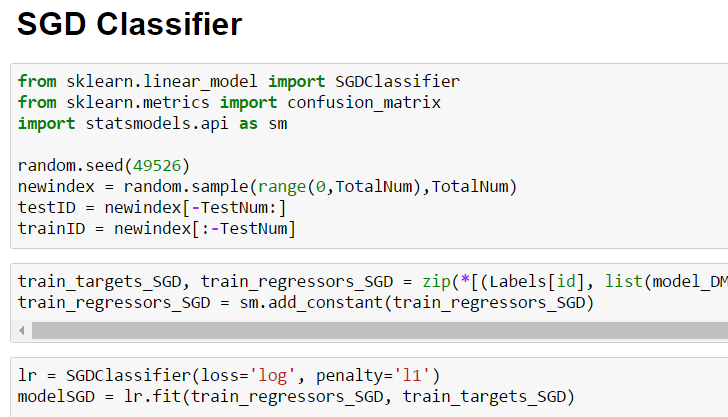 SGD Classifier
from sklearn.linear_model import SGDClassifier
from sklearn.metrics import confusion_matrix
import statsmodels.api as sm
random.seed(49526)
newindex = random.sample(range(0,TotalNum),TotalNum)
testID = newindex[-TestNum:]
trainID = newindex[:-TestNum]
train_targets_SGD, train_regressors_SGD = zip(*[(Labels[id], list(model_DM
train_regressors_SGD = sm.add_constant(train_regressors_SGD)
lr = SGDClassifier(loss='log', penalty='l1')
modelSGD = lr.fit(train_regressors_SGD, train_targets_SGD)